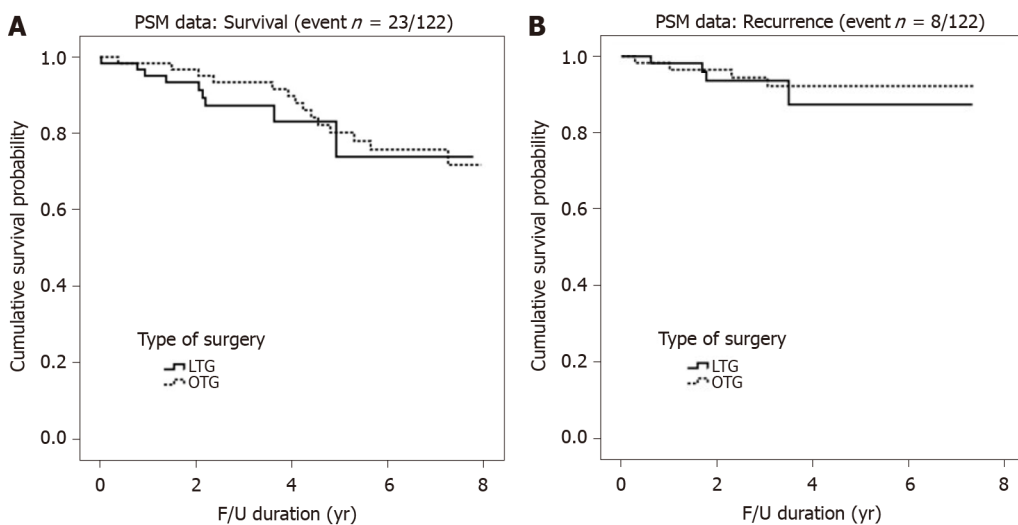 A
PSM data: Survival (event n = 23/122)
1.0
0.8
0.6
0.4
0.2
0.0
Cumulative survival probability
Type of surgery
LTG
OTG
0 2 4 6 8
F/U duration (yr)
B
PSM data: Recurrence (event n = 8/122)
1.0
0.8
0.6
0.4
0.2
0.0
Cumulative survival probability
Type of surgery
LTG
OTG
0 2 4 6 8
F/U duration (yr)